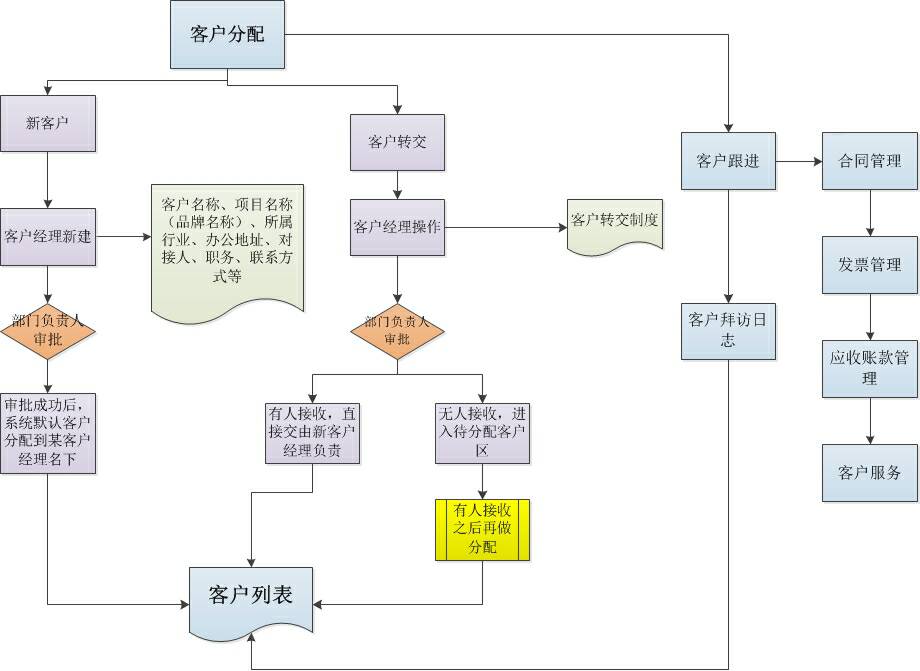 客户分配
新客户
客户转交
客户跟进
合同管理
客户名称、项目名称
（品牌名称）、所属
行业、办公地址、对
接人、职务、联系方
式等
客户经理新建
客户经理操作
客户转交制度
发票管理
部门负责人
审批
部门负责人
审批
客户拜访日
志
应收账款管
理
审批成功后，
系统默认客户
分配到某客户
经理名下
有人接收，直
接交由新客户
经理负责
无人接收，进
入待分配客户
区
客户服务
有人接收
之后再做
分配
客户列表